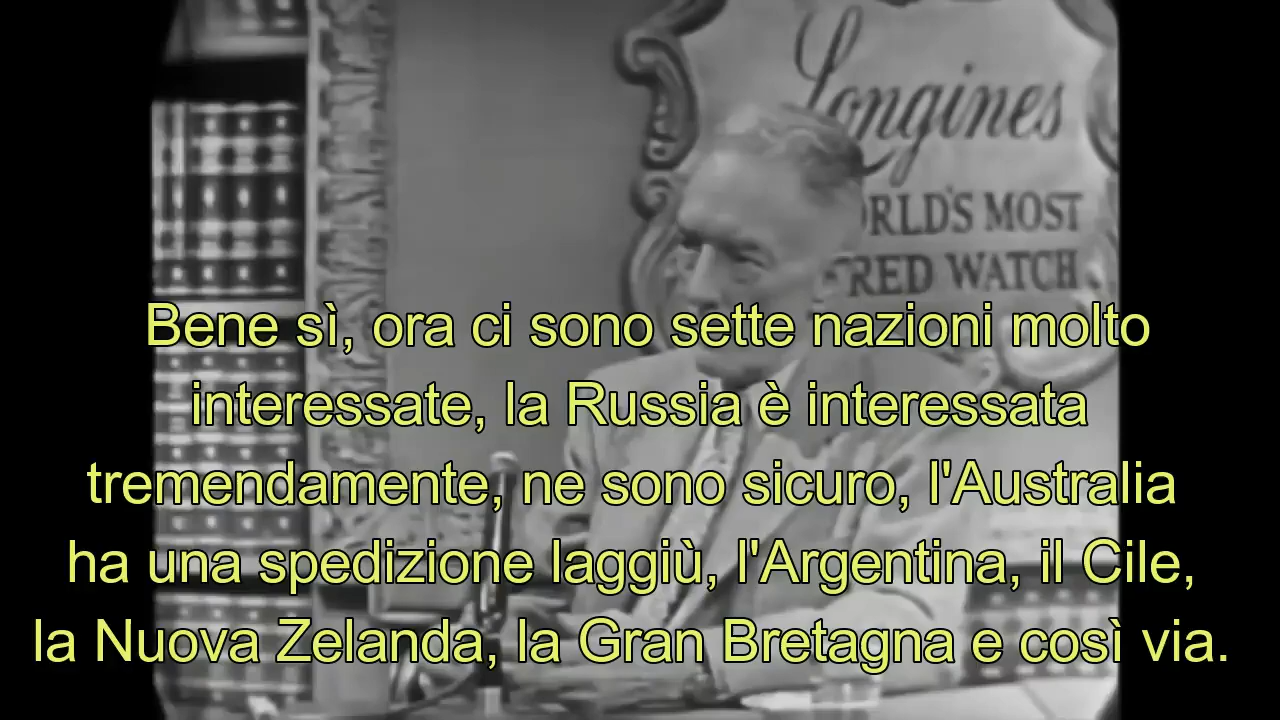 Longines
WORLD'S MOST
WATCH
Bene sì, ora ci sono sette nazioni molto
interessate, la Russia è interessata
tremendamente, ne sono sicuro, l'Australia
ha una spedizione laggiù, l'Argentina, il Cile,
la Nuova Zelanda, la Gran Bretagna e così via.